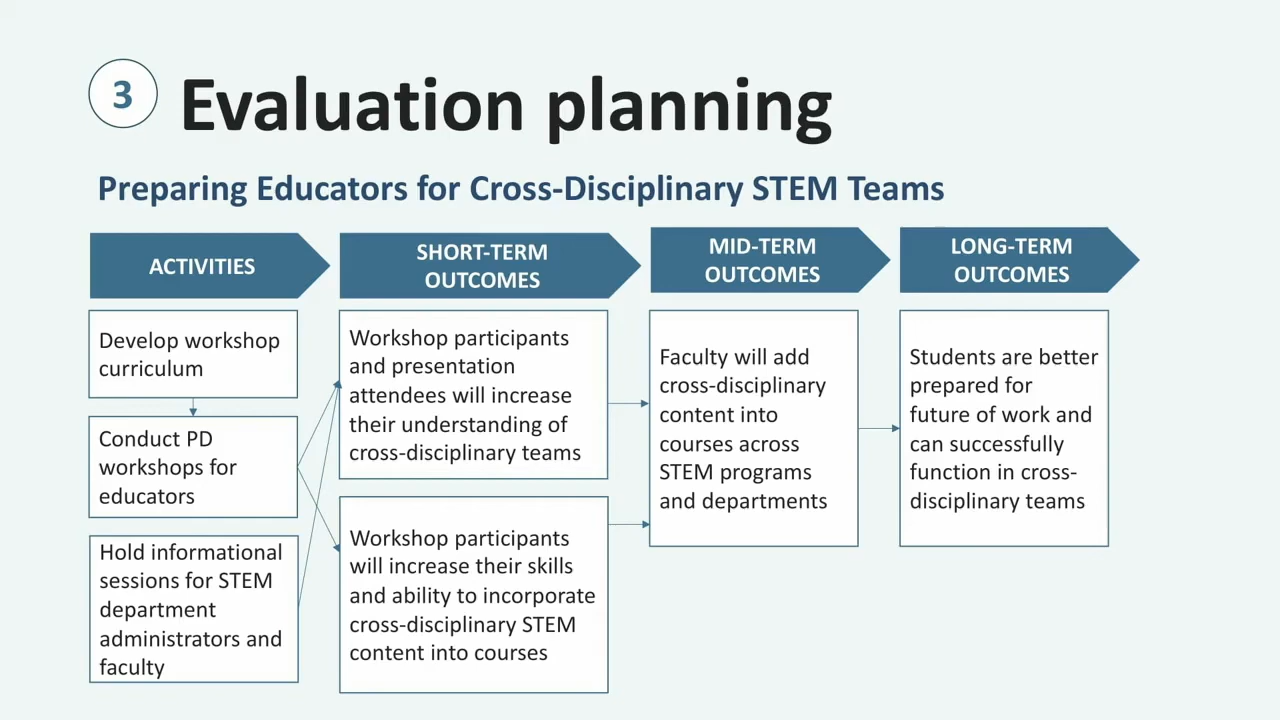 3
Evaluation planning
Preparing Educators for Cross-Disciplinary STEM Teams
ACTIVITIES
SHORT-TERM
OUTCOMES
MID-TERM
OUTCOMES
LONG-TERM
OUTCOMES
Develop workshop
curriculum
Conduct PD
workshops for
educators
Hold informational
sessions for STEM
department
administrators and
faculty
Workshop participants
and presentation
attendees will increase
their understanding of
cross-disciplinary teams
Workshop participants
will increase their skills
and ability to incorporate
cross-disciplinary STEM
content into courses
Faculty will add
cross-disciplinary
content into
courses across
STEM programs
and departments
Students are better
prepared for
future of work and
can successfully
function in cross-
disciplinary teams